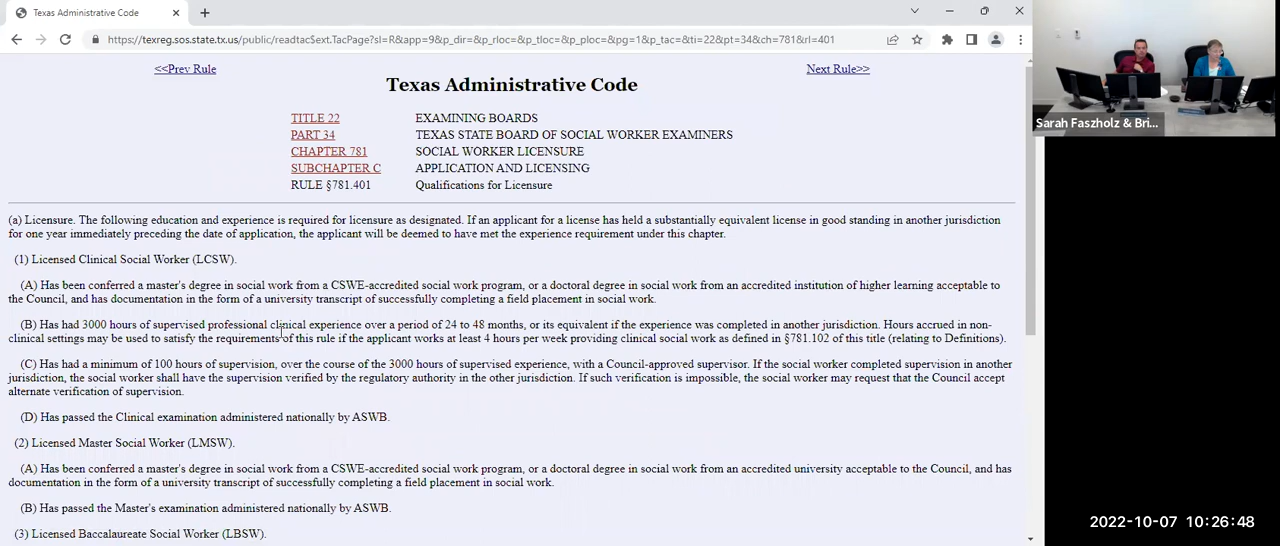 Texas Administrative Code
https://texreg.sos.state.tx.us/public/readtac$ext.TacPage?sl=R&app=9&p_dir=&p_rloc=&p_tloc=&p_ploc=&pg=1&p_tac=&ti=22&pt=34&ch=781&rl=401
<<Prev Rule
Next Rule>>
Texas Administrative Code
TITLE 22 EXAMINING BOARDS
PART 34 TEXAS STATE BOARD OF SOCIAL WORKER EXAMINERS
CHAPTER 781 SOCIAL WORKER LICENSURE
SUBCHAPTER C APPLICATION AND LICENSING
RULE §781.401 Qualifications for Licensure
(a) Licensure. The following education and experience is required for licensure as designated. If an applicant for a license has held a substantially equivalent license in good standing in another jurisdiction
for one year immediately preceding the date of application, the applicant will be deemed to have met the experience requirement under this chapter.
(1) Licensed Clinical Social Worker (LCSW).
(A) Has been conferred a master's degree in social work from a CSWE-accredited social work program, or a doctoral degree in social work from an accredited institution of higher learning acceptable to
the Council, and has documentation in the form of a university transcript of successfully completing a field placement in social work.
(B) Has had 3000 hours of supervised professional clinical experience over a period of 24 to 48 months, or its equivalent if the experience was completed in another jurisdiction. Hours accrued in non-
clinical settings may be used to satisfy the requirements of this rule if the applicant works at least 4 hours per week providing clinical social work as defined in §781.102 of this title (relating to Definitions).
(C) Has had a minimum of 100 hours of supervision, over the course of the 3000 hours of supervised experience, with a Council-approved supervisor. If the social worker completed supervision in another
jurisdiction, the social worker shall have the supervision verified by the regulatory authority in the other jurisdiction. If such verification is impossible, the social worker may request that the Council accept
alternate verification of supervision.
(D) Has passed the Clinical examination administered nationally by ASWB.
(2) Licensed Master Social Worker (LMSW).
(A) Has been conferred a master's degree in social work from a CSWE-accredited social work program, or a doctoral degree in social work from an accredited university acceptable to the Council, and has
documentation in the form of a university transcript of successfully completing a field placement in social work.
(B) Has passed the Master's examination administered nationally by ASWB.
(3) Licensed Baccalaureate Social Worker (LBSW).
Sarah Faszholz & Bri...
2022-10-07 10:26:48